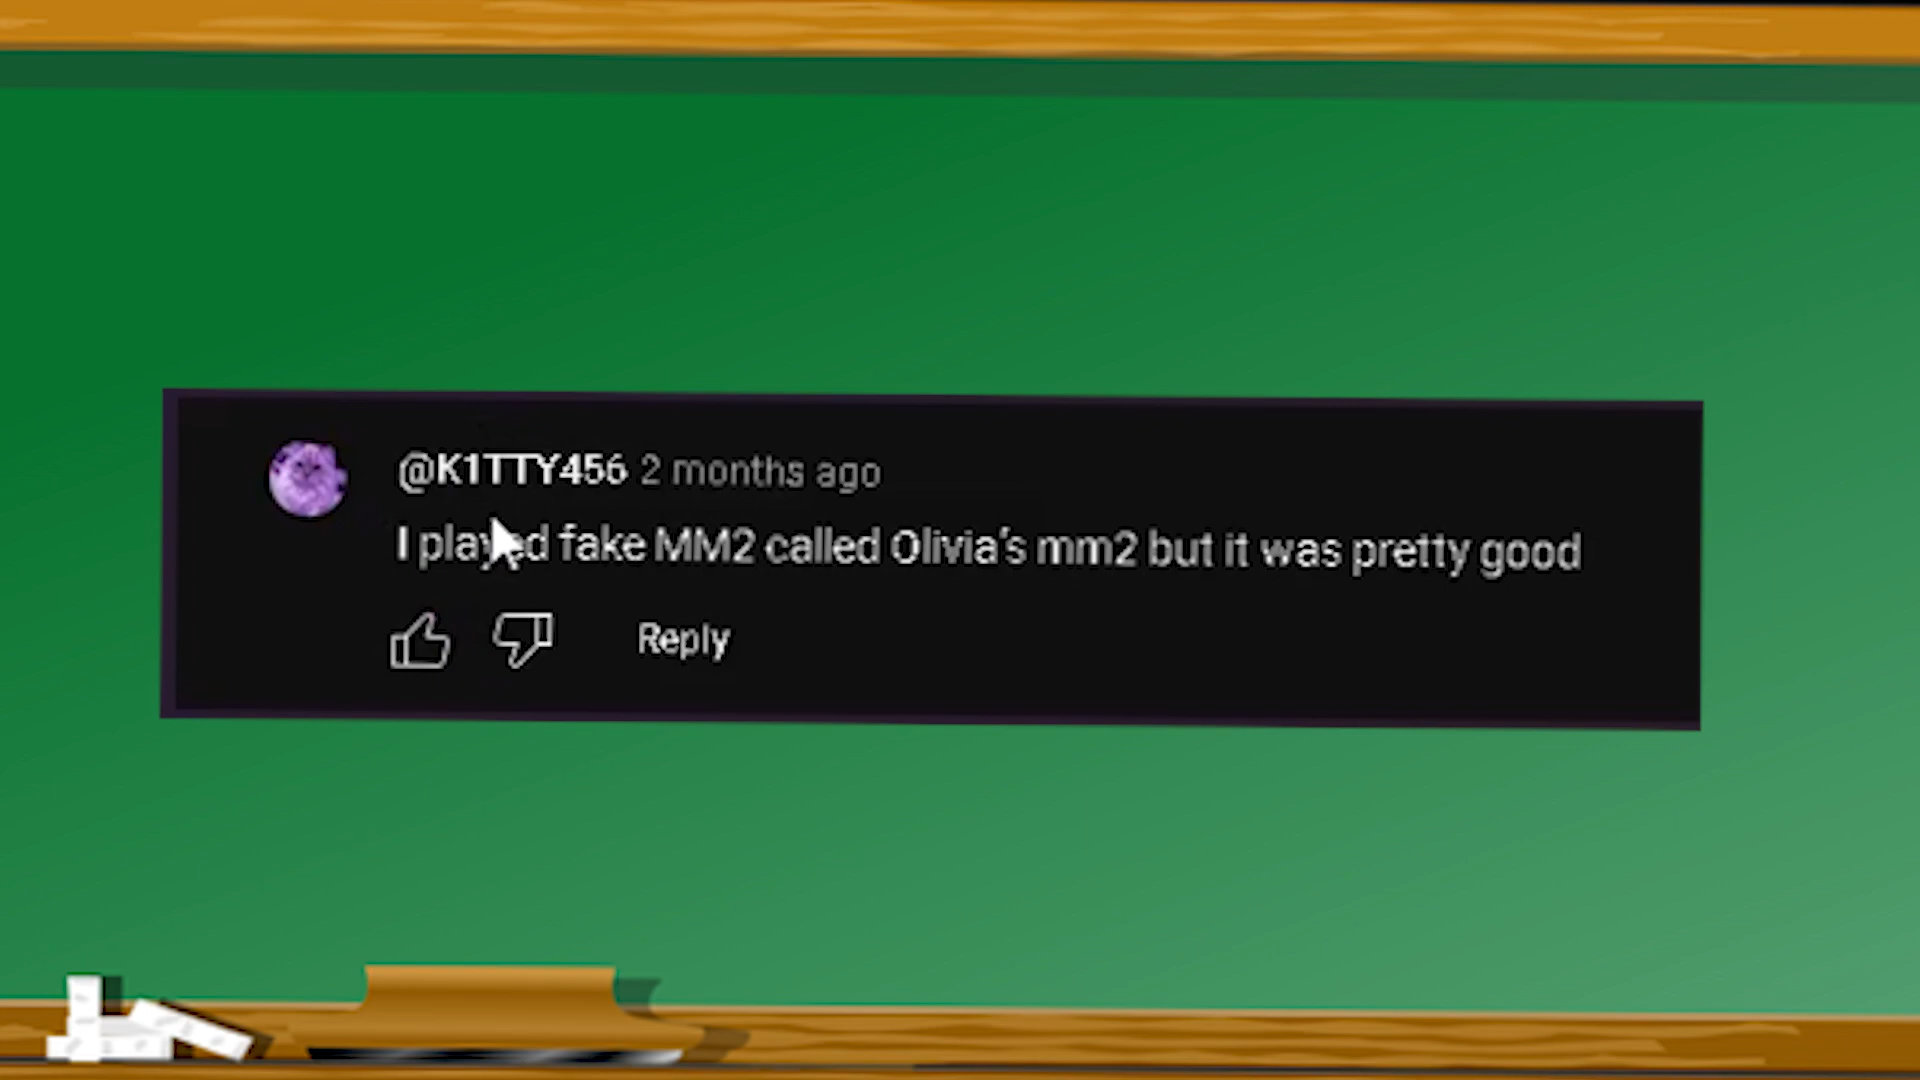 @K1TTY456 2 months ago
I played fake MM2 called Olivia's mm2 but it was pretty good
Reply